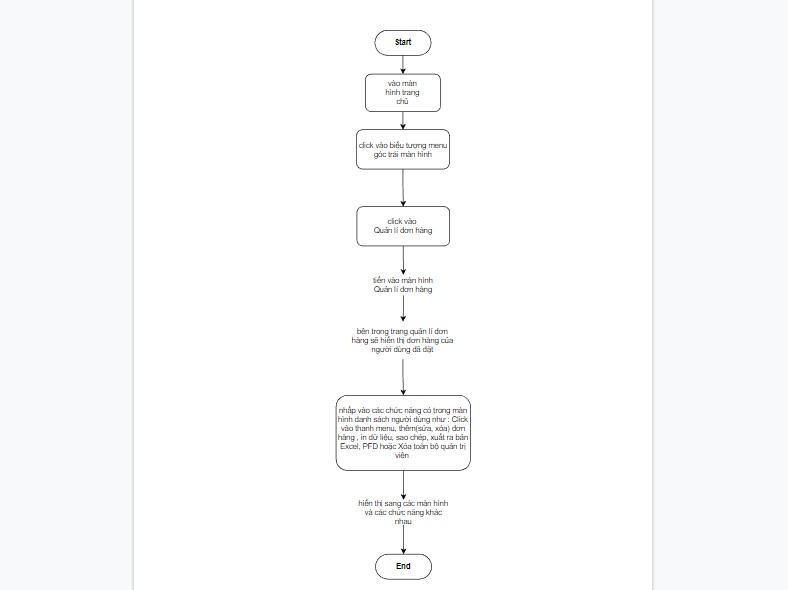 Start
vào màn
hình trang
chủ
click vào biểu tượng menu
góc trái màn hình
click vào
Quản lí đơn hàng
tiến vào màn hình
Quản lí đơn hàng
bên trong trang quản lí đơn
hàng sẽ hiển thị đơn hàng của
người dùng đã đặt
nhấp vào các chức năng có trong màn
hình danh sách người dùng như : Click
vào thanh menu, thêm(sửa, xóa) đơn
hàng , in dữ liệu, sao chép, xuất ra bản
Excel, PFD hoặc Xóa toàn bộ quản trị
viên
hiển thị sang các màn hình
và các chức năng khác
nhau
End